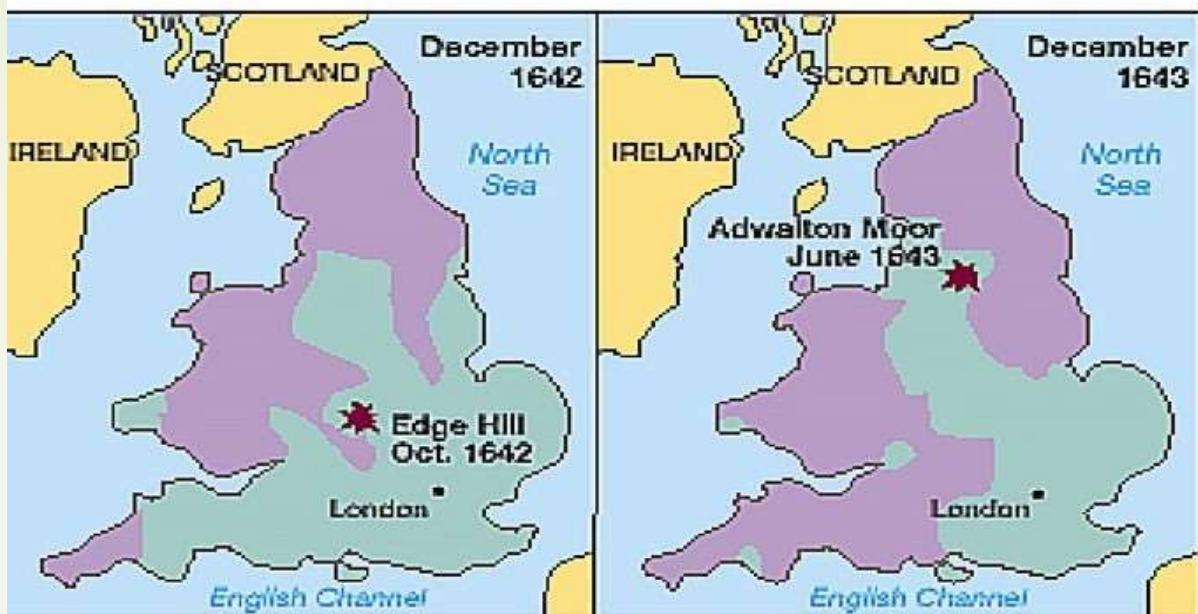 December
1642
SCOTLAND
IRELAND
North
Sea
Edge Hill
Oct. 1642
London
English Channel
December
1643
SCOTLAND
IRELAND
North
Sea
Adwalton Moor
June 1643
London
English Channel